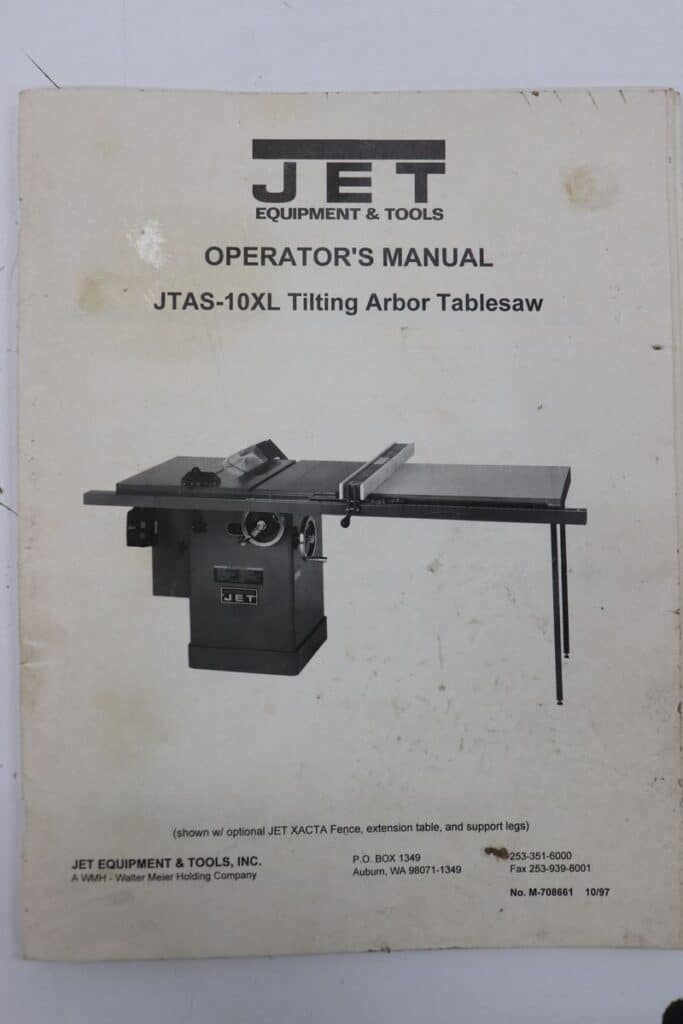 JET
EQUIPMENT & TOOLS
OPERATOR'S MANUAL
JTAS-10XL Tilting Arbor Tablesaw
JET
(shown w/ optional JET XACTA Fence, extension table, and support legs)
JET EQUIPMENT & TOOLS, INC.
A WMH - Walter Meier Holding Company
P.O. BOX 1349
Auburn, WA 98071-1349
253-351-6000
Fax 253-939-8001
No. M-708661 10/97